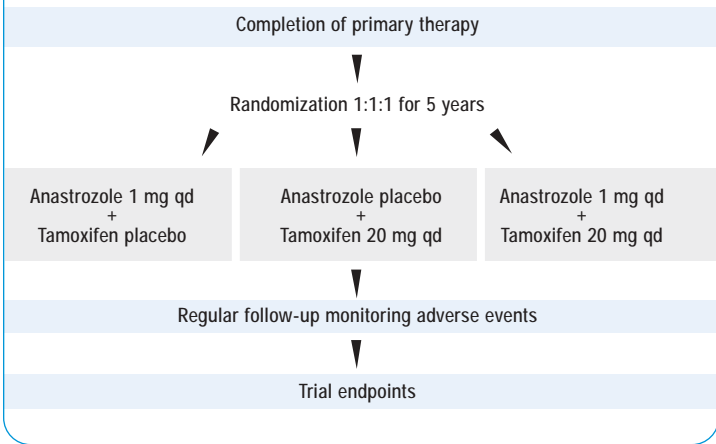 Completion of primary therapy
Randomization 1:1:1 for 5 years
Anastrozole 1 mg qd
+
Tamoxifen placebo
Anastrozole placebo
+
Tamoxifen 20 mg qd
Anastrozole 1 mg qd
+
Tamoxifen 20 mg qd
Regular follow-up monitoring adverse events
Trial endpoints